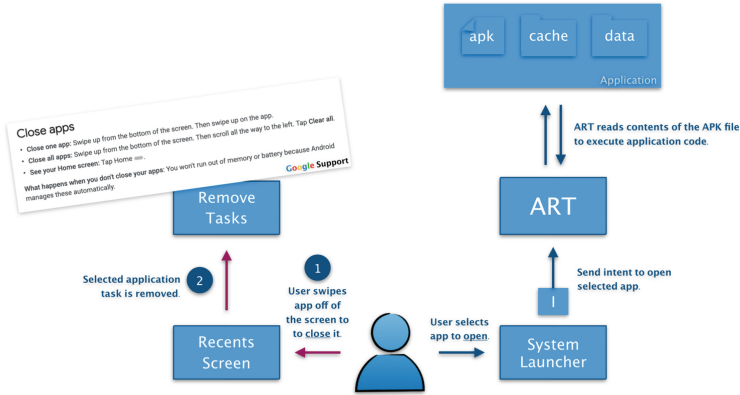 apk
cache
data
Application
Close apps
• Close one app: Swipe up from the bottom of the screen. Then swipe up on the app.
• Close all apps: Swipe up from the bottom of the screen. Then scroll all the way to the left. Tap Clear all.
• See your Home screen: Tap Home .
What happens when you don't close your apps: You won't run out of memory or battery because Android
manages these automatically.
Google Support
ART reads contents of the APK file
to execute application code.
Remove
Tasks
ART
2
Selected application
task is removed.
1
User swipes
app off of
the screen to
to close it.
Send intent to open
selected app.
I
Recents
Screen
User selects
app to open.
System
Launcher